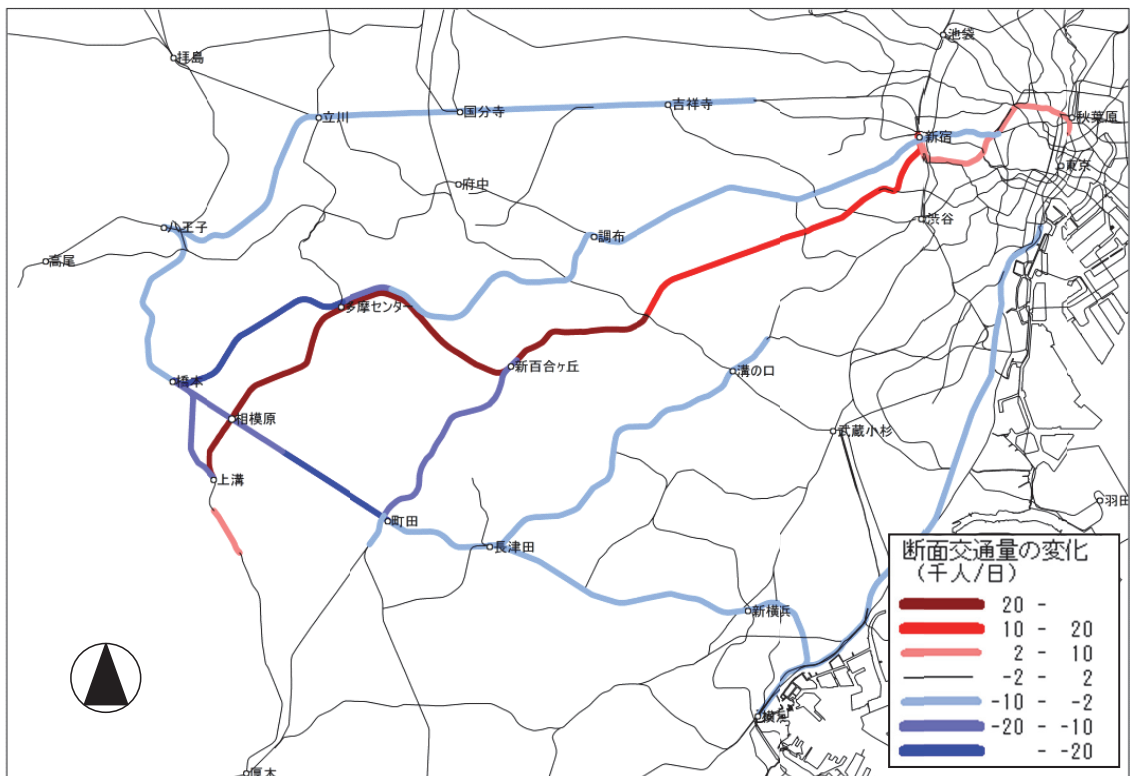 池袋
拝島
吉祥寺
国分寺
立川
秋葉原
新宿
東京
府中
渋谷
八王子
調布
高尾
多摩センター
新百合ヶ丘
溝の口
橋本
相模原
武蔵小杉
上溝
羽田
町田
長津田
新横浜
横浜
厚木
断面交通量の変化
(千人/日)
20 -
10 - 20
2 - 10
-2 - 2
-10 - -2
-20 - -10
- -20